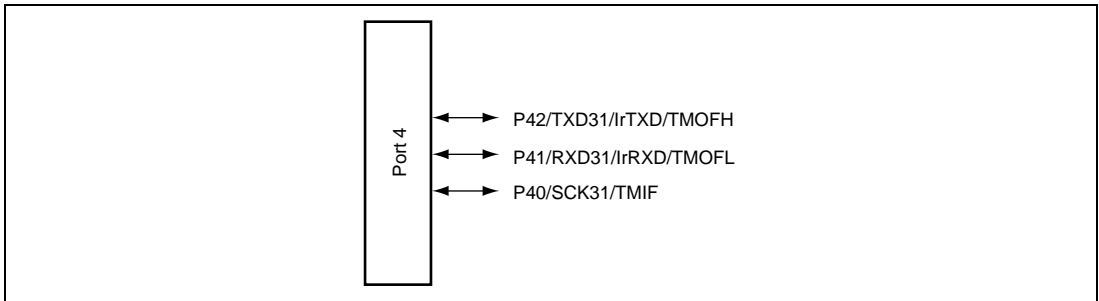 Port 4
P42/TXD31/IrTXD/TMOFH
P41/RXD31/IrRXD/TMOFL
P40/SCK31/TMIF